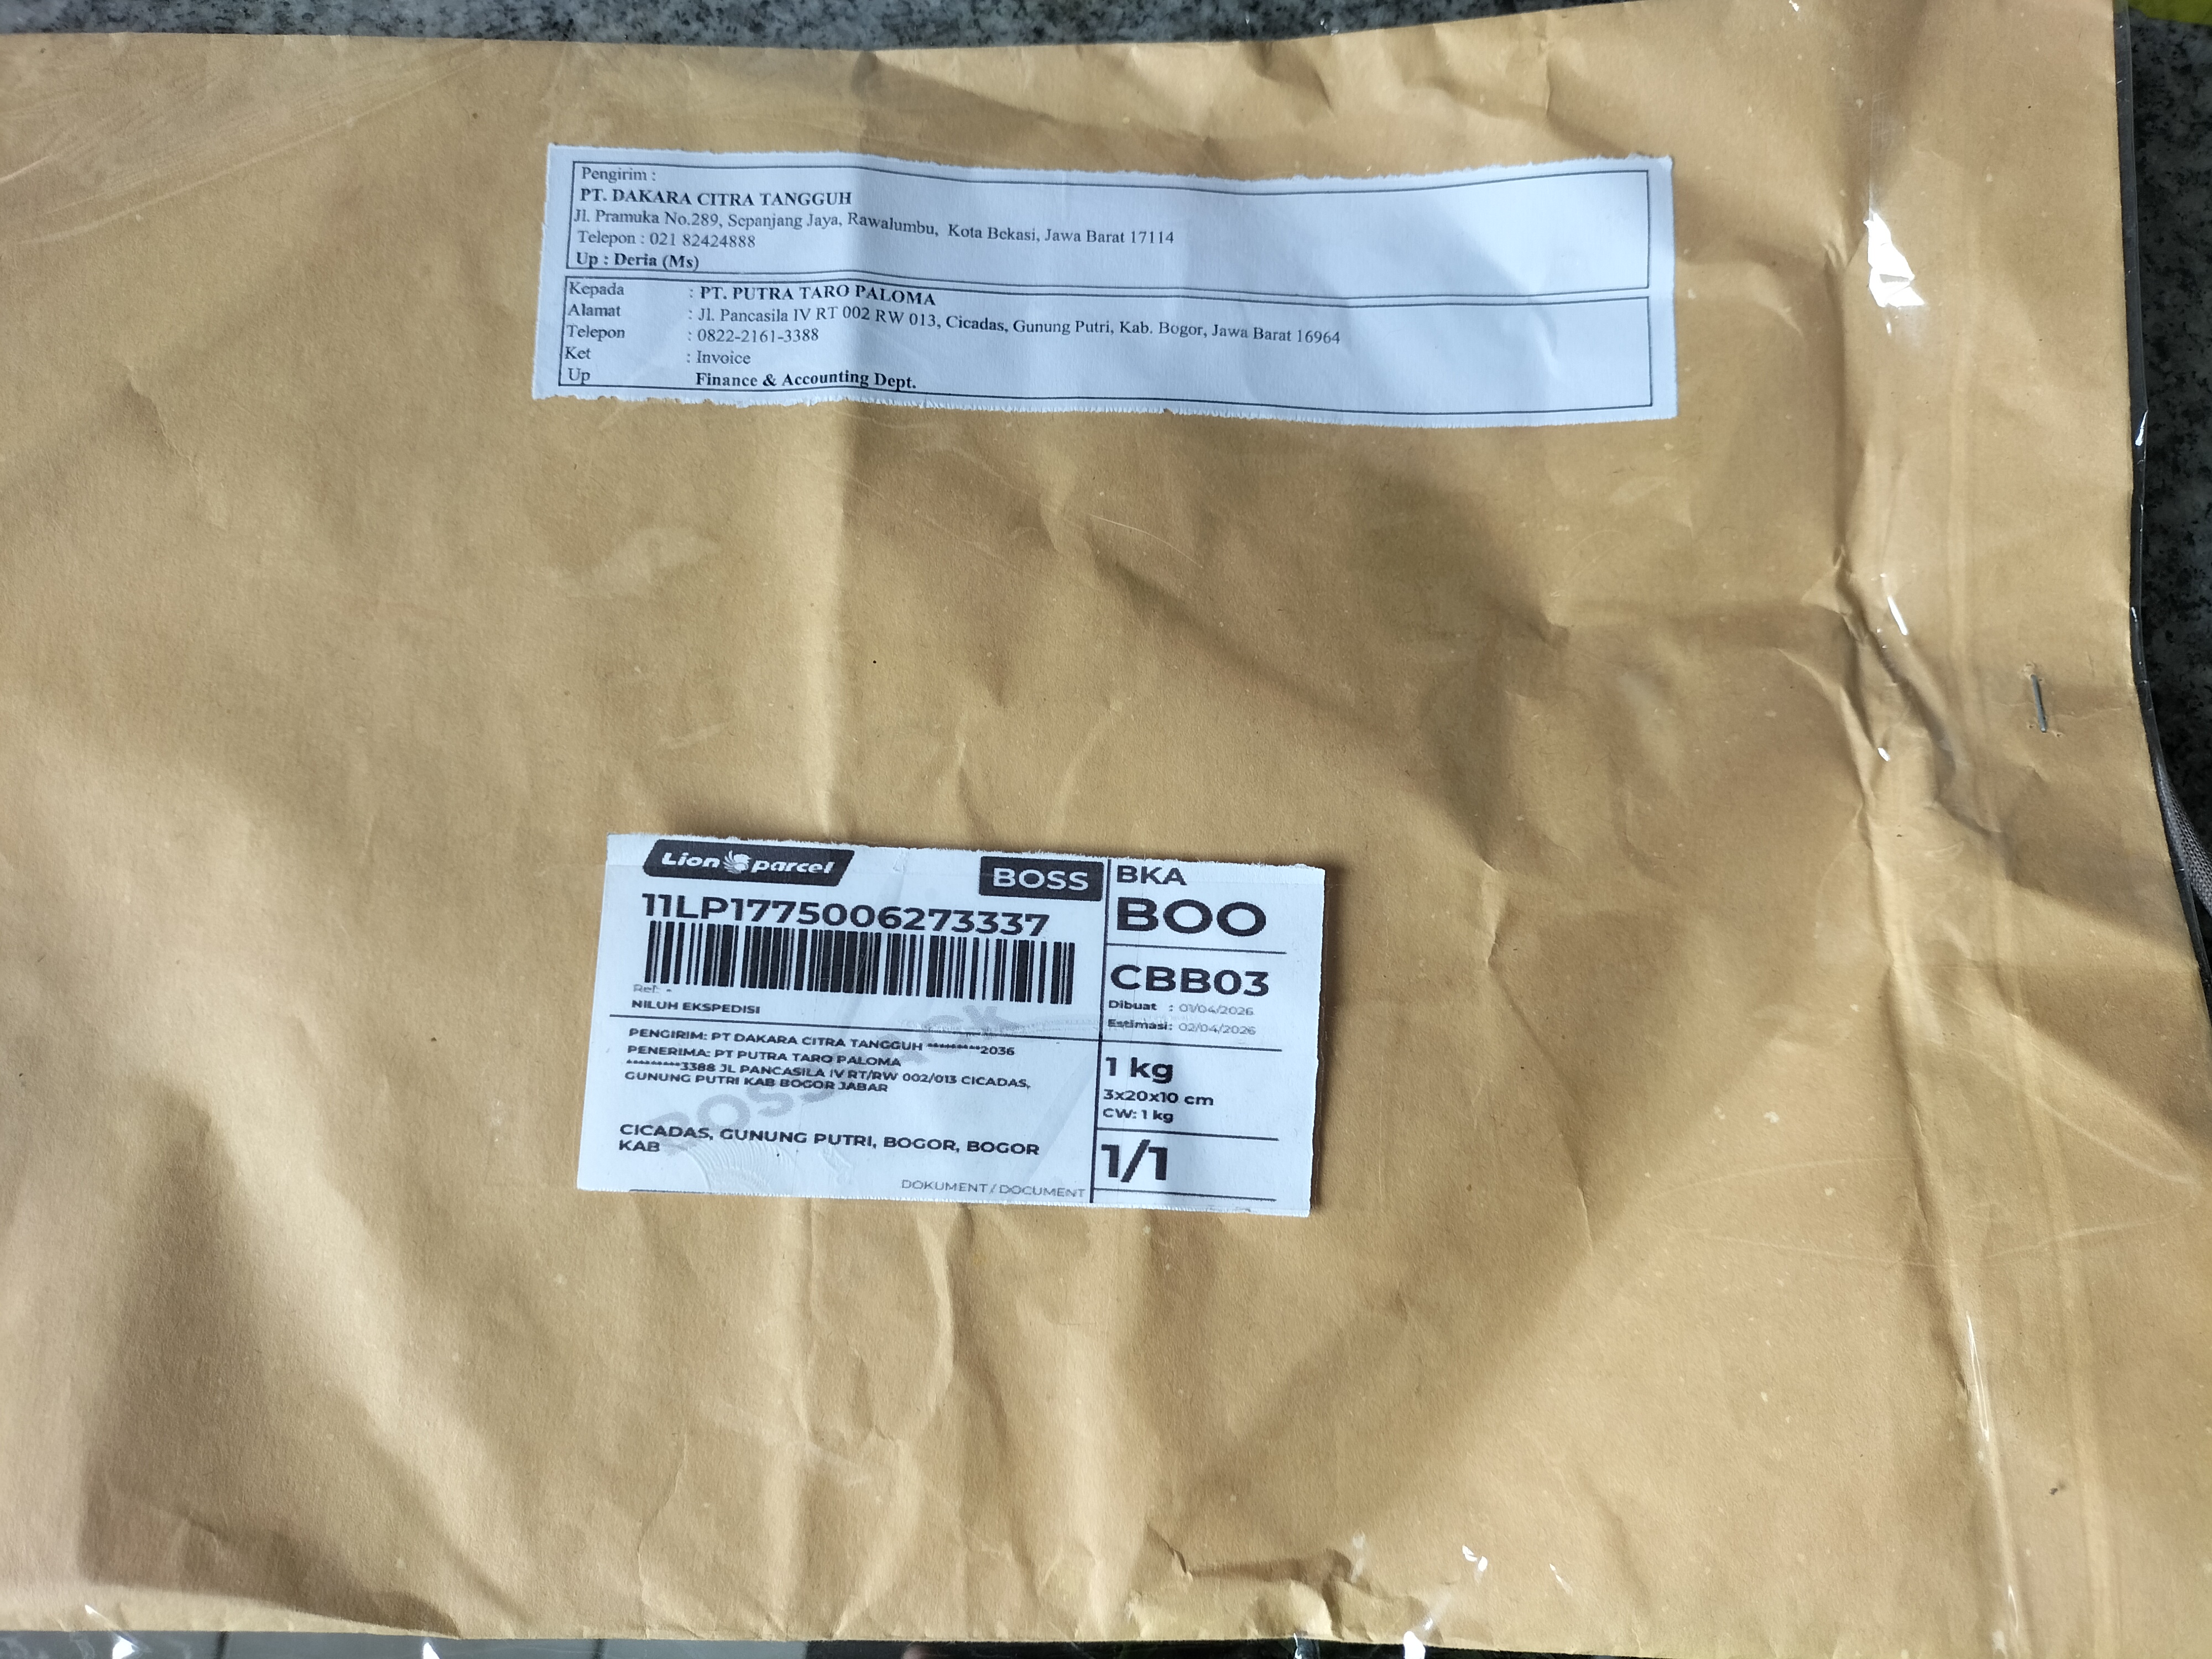 Pengirim :
PT. DAKARA CITRA TANGGUH
Jl. Pramuka No.289, Sepanjang Jaya, Rawalumbu, Kota Bekasi, Jawa Barat 17114
Telepon : 021 82424888
Up : Deria (Ms)
Kepada : PT. PUTRA TARO PALOMA
Alamat : Jl. Pancasila IV RT 002 RW 013, Cicadas, Gunung Putri, Kab. Bogor, Jawa Barat 16964
Telepon : 0822-2161-3388
Ket : Invoice
Up Finance & Accounting Dept.
Lion parcel
BOSS
11LP1775006273337
Ref: -
NILUH EKSPEDISI
PENGIRIM: PT DAKARA CITRA TANGGUH *********2036
PENERIMA: PT PUTRA TARO PALOMA
*********3388 JL PANCASILA IV RT/RW 002/013 CICADAS,
GUNUNG PUTRI KAB BOGOR JABAR
CICADAS, GUNUNG PUTRI, BOGOR, BOGOR
KAB
DOKUMENT / DOCUMENT
BKA
BOO
CBB03
Dibuat : 01/04/2026
Estimasi: 02/04/2026
1 kg
3x20x10 cm
CW: 1 kg
1/1